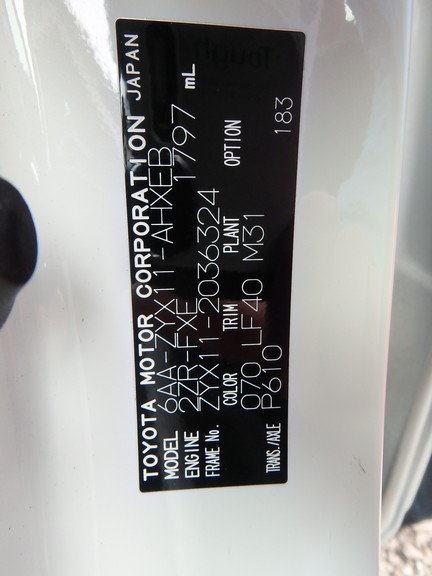 TOYOTA MOTOR CORPORATION JAPAN
MODEL 6AA-ZYX11-AHXEB
ENGINE 2ZR-FXE 1797 mL
FRAME No. ZYX11-2036324
COLOR TRIM PLANT OPTION
070 LF40 M31 183
TRANS./AXLE P610